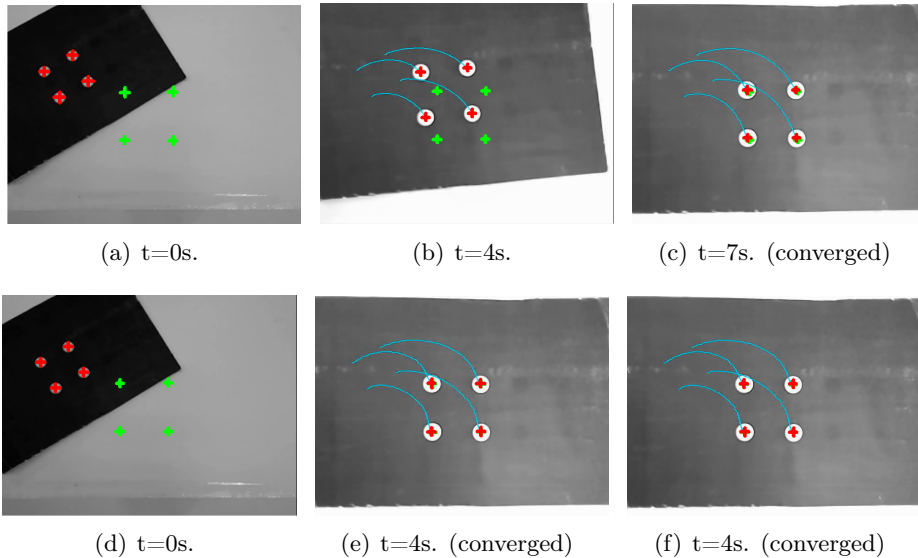 (a) t=0s.
(b) t=4s.
(c) t=7s. (converged)
(d) t=0s.
(e) t=4s. (converged)
(f) t=4s. (converged)